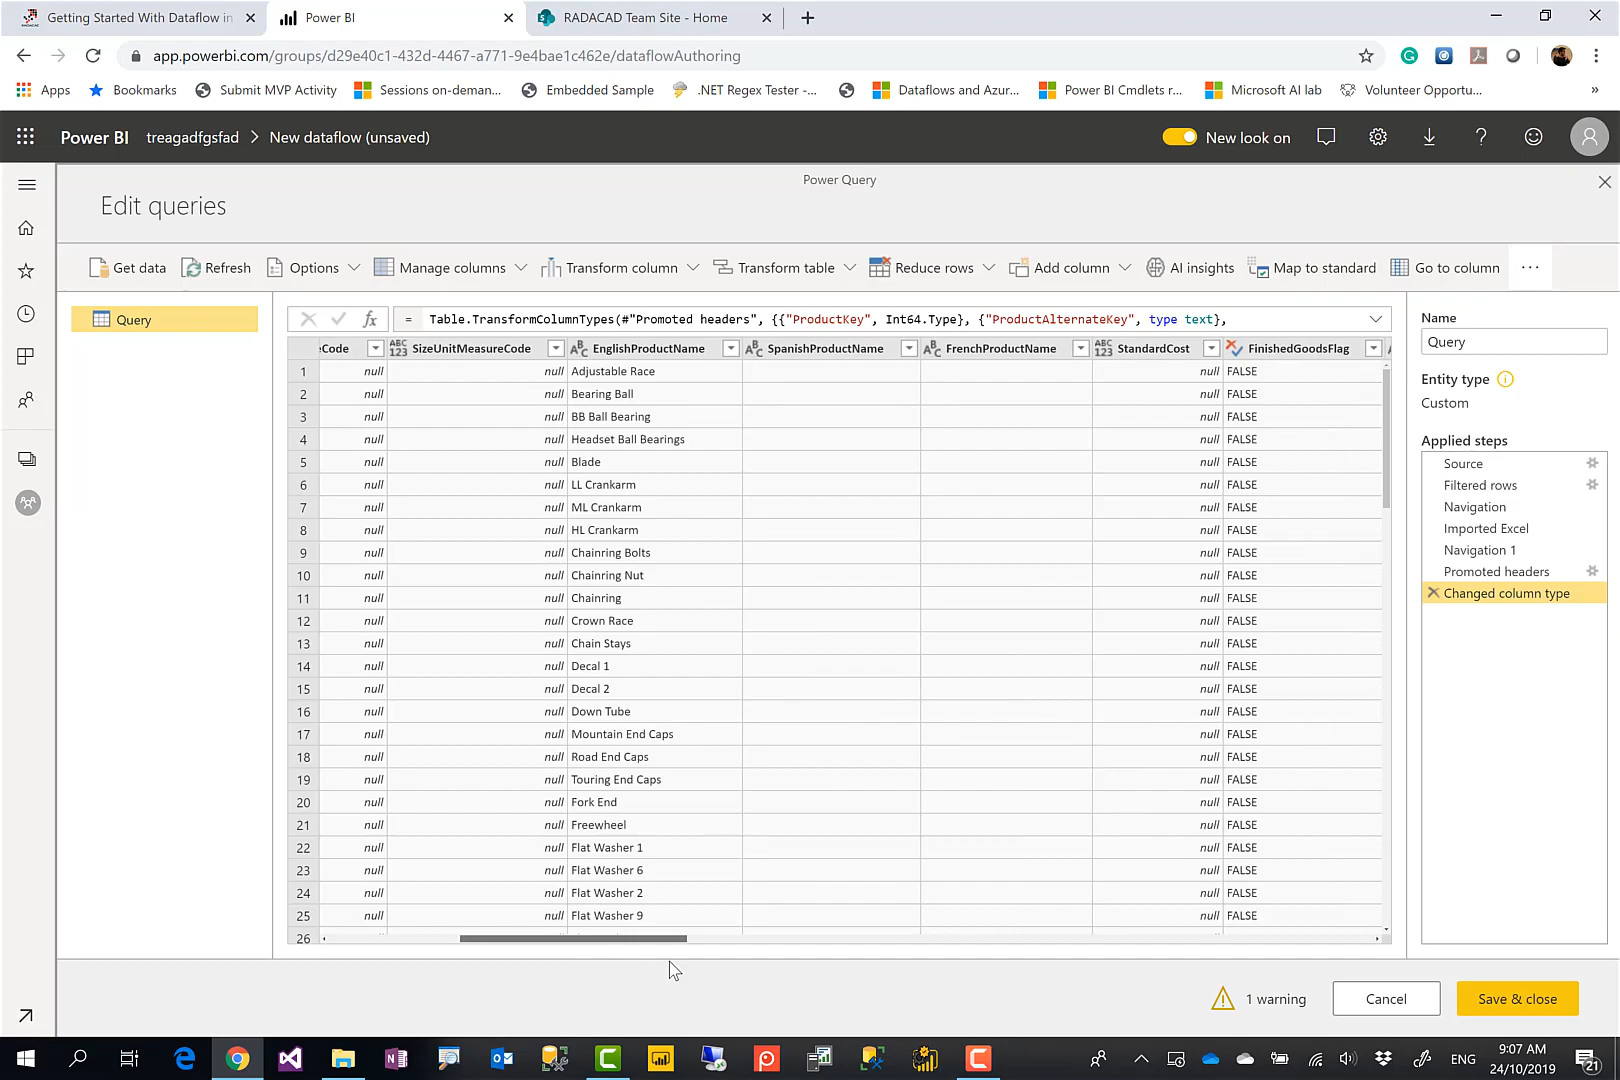 Getting Started With Dataflow in
Power BI
RADACAD Team Site - Home
app.powerbi.com/groups/d29e40c1-432d-4467-a771-9e4bae1c462e/dataflowAuthoring
Apps
Bookmarks
Submit MVP Activity
Sessions on-deman...
Embedded Sample
.NET Regex Tester -...
Dataflows and Azur...
Power BI Cmdlets r...
Microsoft AI lab
Volunteer Opportu...
»
Power BI
treagadfgsfad
New dataflow (unsaved)
New look on
Power Query
Edit queries
Get data
Refresh
Options
Manage columns
Transform column
Transform table
Reduce rows
Add column
AI insights
Map to standard
Go to column
...
Query
fx
= Table.TransformColumnTypes(#"Promoted headers", {{"ProductKey", Int64.Type}, {"ProductAlternateKey", type text},
eCode
ABC 123 SizeUnitMeasureCode
ABC EnglishProductName
ABC SpanishProductName
ABC FrenchProductName
ABC 123 StandardCost
FinishedGoodsFlag
1 null null Adjustable Race null FALSE
2 null null Bearing Ball null FALSE
3 null null BB Ball Bearing null FALSE
4 null null Headset Ball Bearings null FALSE
5 null null Blade null FALSE
6 null null LL Crankarm null FALSE
7 null null ML Crankarm null FALSE
8 null null HL Crankarm null FALSE
9 null null Chainring Bolts null FALSE
10 null null Chainring Nut null FALSE
11 null null Chainring null FALSE
12 null null Crown Race null FALSE
13 null null Chain Stays null FALSE
14 null null Decal 1 null FALSE
15 null null Decal 2 null FALSE
16 null null Down Tube null FALSE
17 null null Mountain End Caps null FALSE
18 null null Road End Caps null FALSE
19 null null Touring End Caps null FALSE
20 null null Fork End null FALSE
21 null null Freewheel null FALSE
22 null null Flat Washer 1 null FALSE
23 null null Flat Washer 6 null FALSE
24 null null Flat Washer 2 null FALSE
25 null null Flat Washer 9 null FALSE
26
Name
Query
Entity type
Custom
Applied steps
Source
Filtered rows
Navigation
Imported Excel
Navigation 1
Promoted headers
Changed column type
1 warning
Cancel
Save & close
ENG
9:07 AM
24/10/2019
21